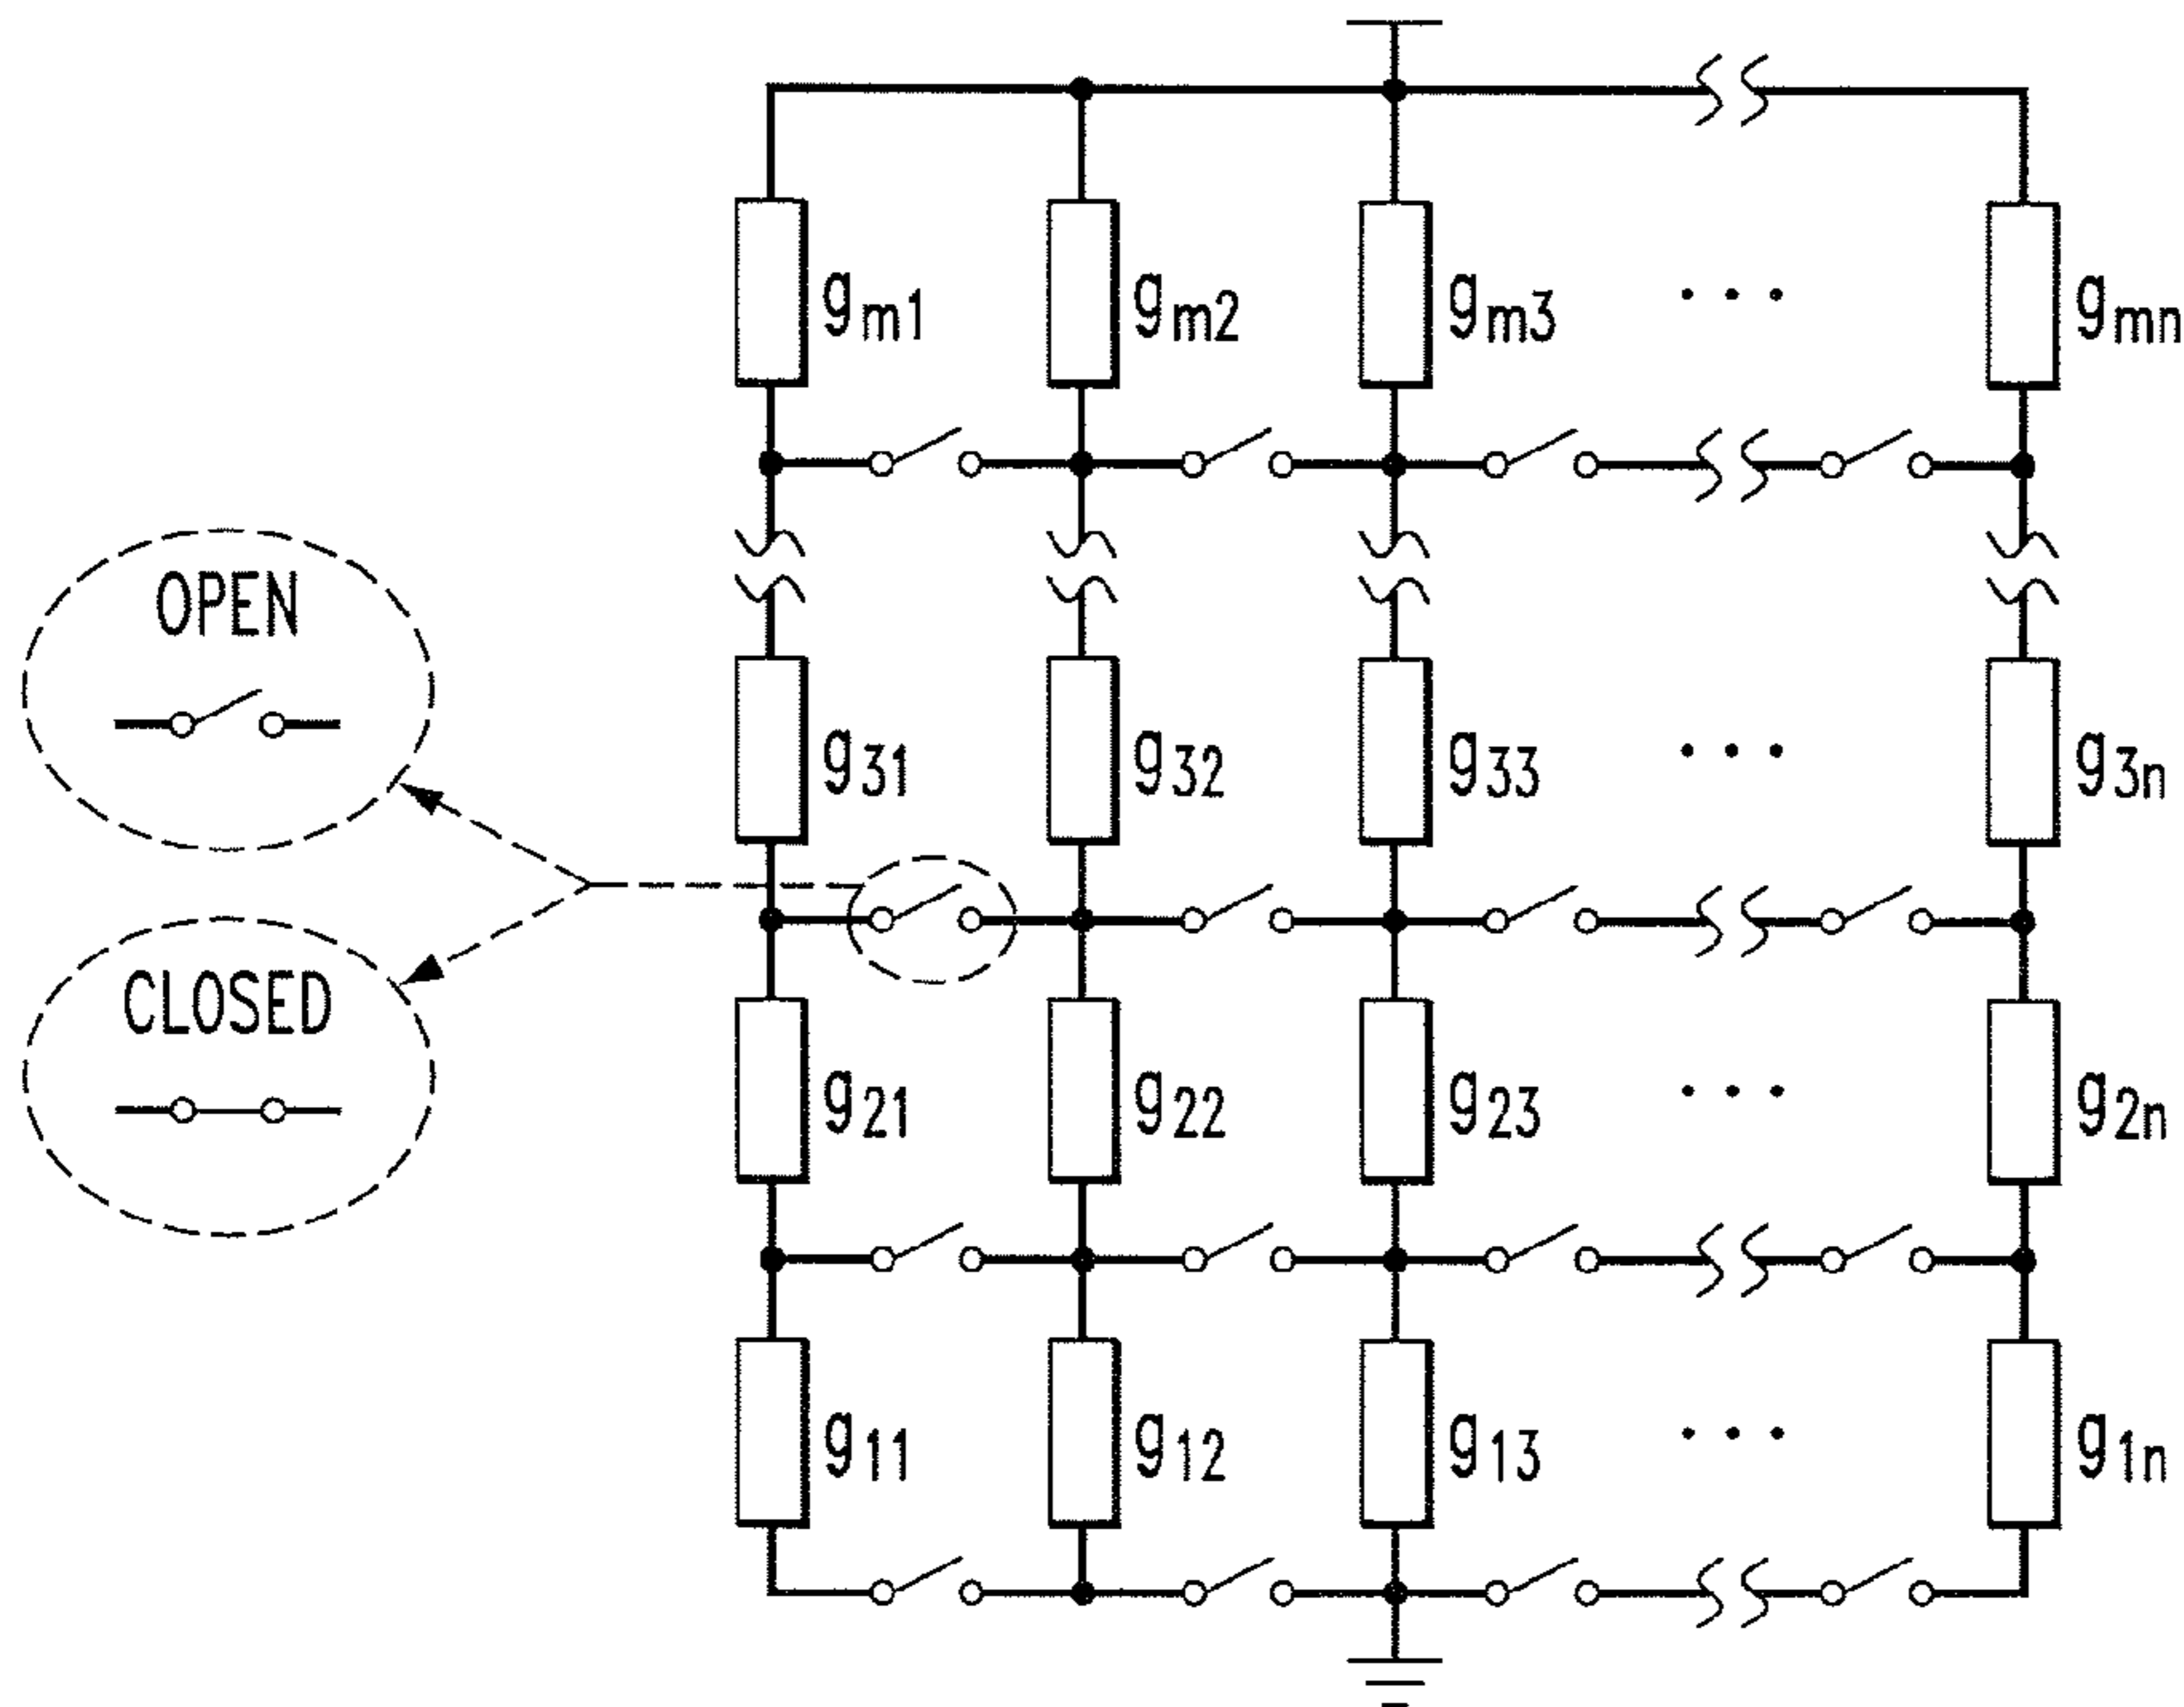 gm1 gm2 gm3 ... gmn
OPEN
g31 g32 g33 ... g3n
CLOSED
g21 g22 g23 ... g2n
g11 g12 g13 ... g1n